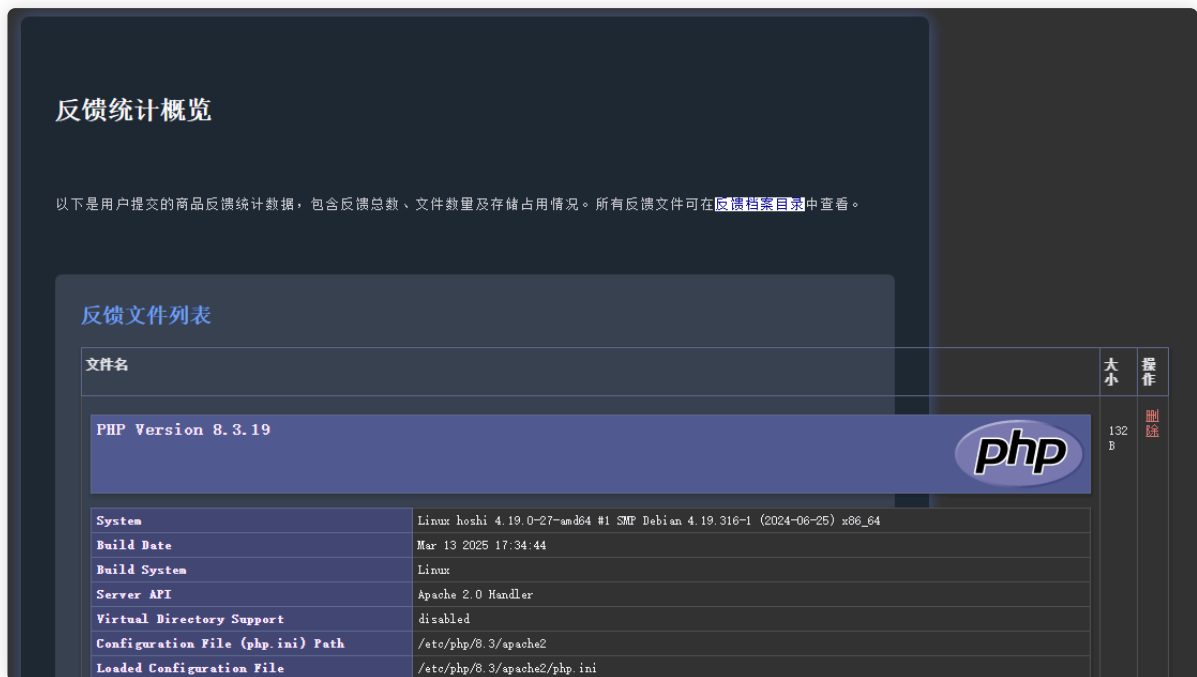 反馈统计概览
以下是用户提交的商品反馈统计数据，包含反馈总数、文件数量及存储占用情况。所有反馈文件可在反馈档案目录中查看。
反馈文件列表
文件名 大小 操作
PHP Version 8.3.19 php 132 B 删除
System Linux hoshi 4.19.0-27-amd64 #1 SMP Debian 4.19.316-1 (2024-06-25) x86_64
Build Date Mar 13 2025 17:34:44
Build System Linux
Server API Apache 2.0 Handler
Virtual Directory Support disabled
Configuration File (php.ini) Path /etc/php/8.3/apache2
Loaded Configuration File /etc/php/8.3/apache2/php.ini